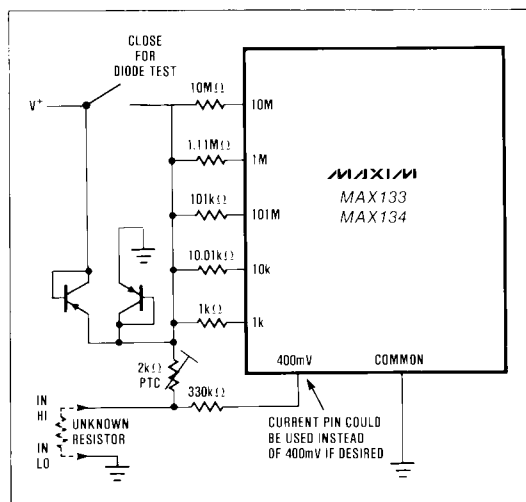 CLOSE
FOR
DIODE TEST
V+
10MΩ
10M
1.11MΩ
1M
MAXIM
MAX133
MAX134
101kΩ
101M
10.01kΩ
10k
1kΩ
1k
2kΩ
PTC
400mV
COMMON
330kΩ
IN
HI
UNKNOWN
RESISTOR
IN
LO
CURRENT PIN COULD
BE USED INSTEAD
OF 400mV IF DESIRED